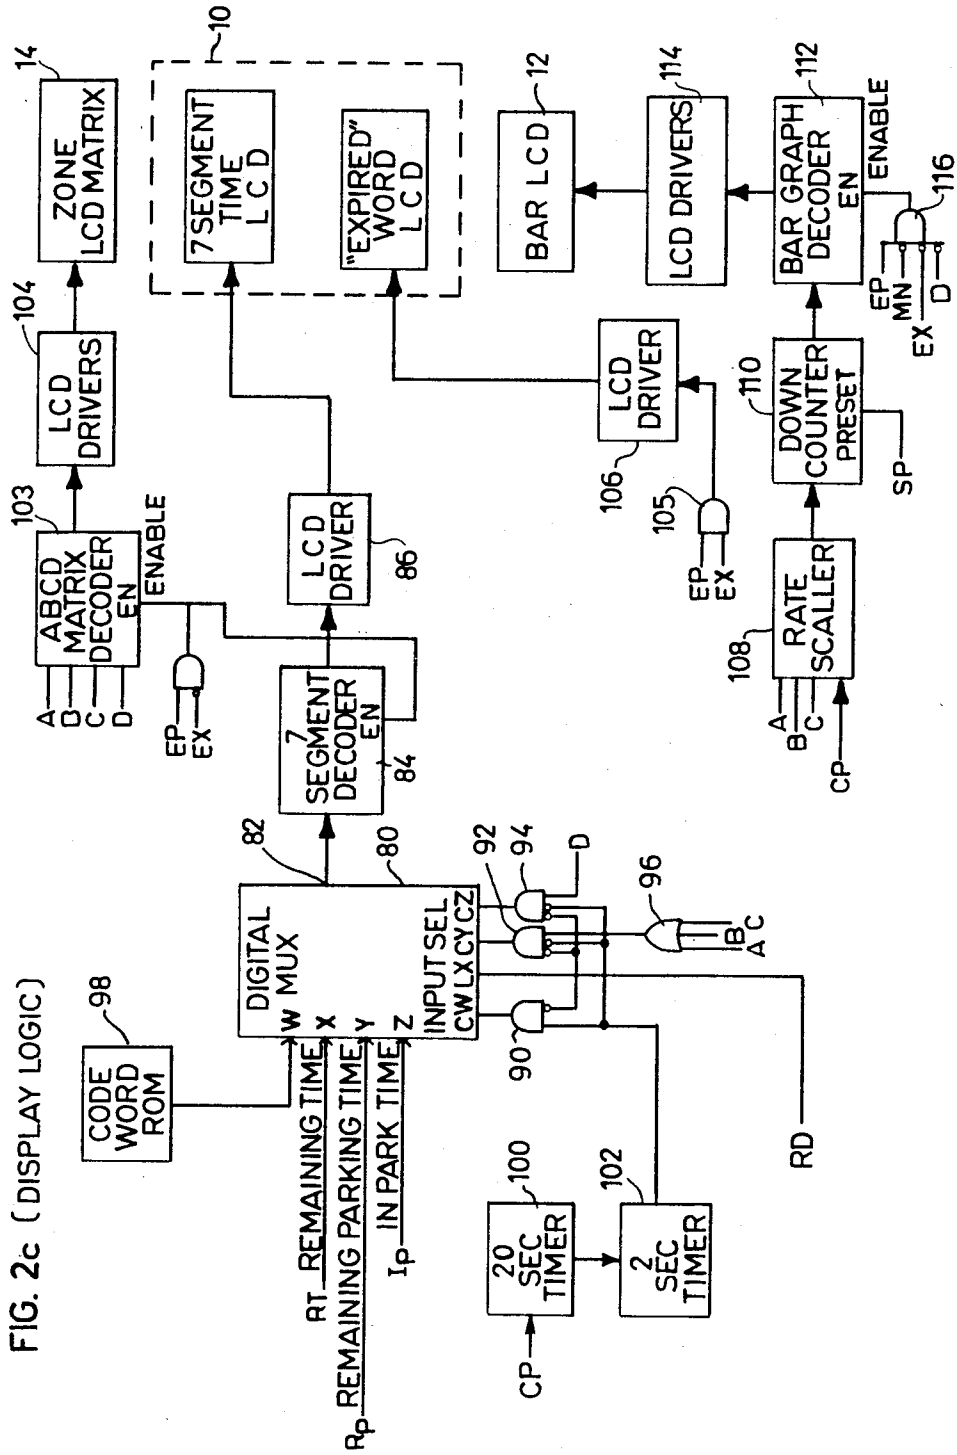 FIG. 2c (DISPLAY LOGIC)
CODE
WORD
ROM
98
DIGITAL
MUX
W
X
Y
Z
INPUT SEL
CW LX CY CZ
80
82
RT REMAINING TIME
Rp REMAINING PARKING TIME
Ip IN PARK TIME
CP
20
SEC
TIMER
100
2
SEC
TIMER
102
RD
90
92
94
96
D
A
B
C
7
SEGMENT
DECODER
EN
84
LCD
DRIVER
86
A
B
C
D
ABCD
MATRIX
DECODER
EN
103
ENABLE
EP
EX
LCD
DRIVERS
104
ZONE
LCD MATRIX
14
10
7 SEGMENT
TIME
LCD
"EXPIRED"
WORD
LCD
LCD
DRIVER
106
105
EP
EX
BAR LCD
12
LCD DRIVERS
114
BAR GRAPH
DECODER
EN
112
ENABLE
116
EP
MN
EX
D
DOWN
COUNTER
PRESET
110
SP
RATE
SCALLER
108
A
B
C
CP